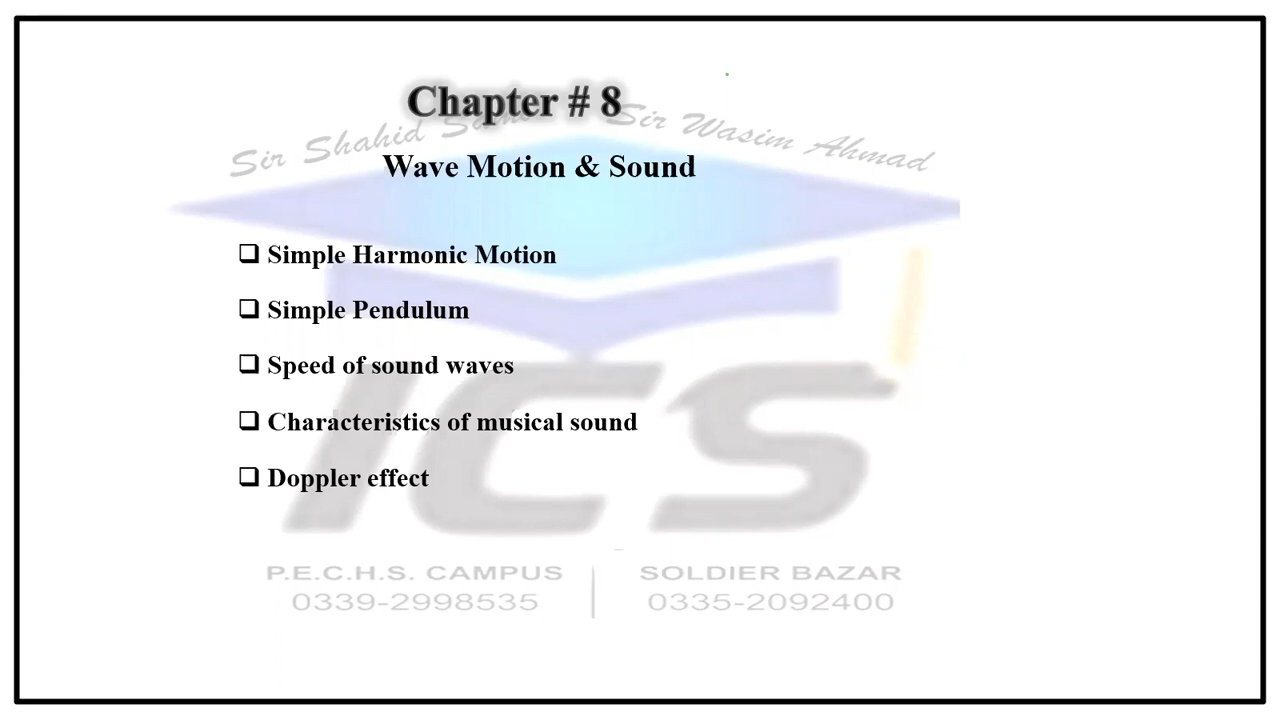 Chapter # 8
Sir Shahid
Sir Wasim Ahmad
Wave Motion & Sound
❑ Simple Harmonic Motion
❑ Simple Pendulum
❑ Speed of sound waves
❑ Characteristics of musical sound
❑ Doppler effect
ICS
P.E.C.H.S. CAMPUS | SOLDIER BAZAR
0339-2998535 | 0335-2092400